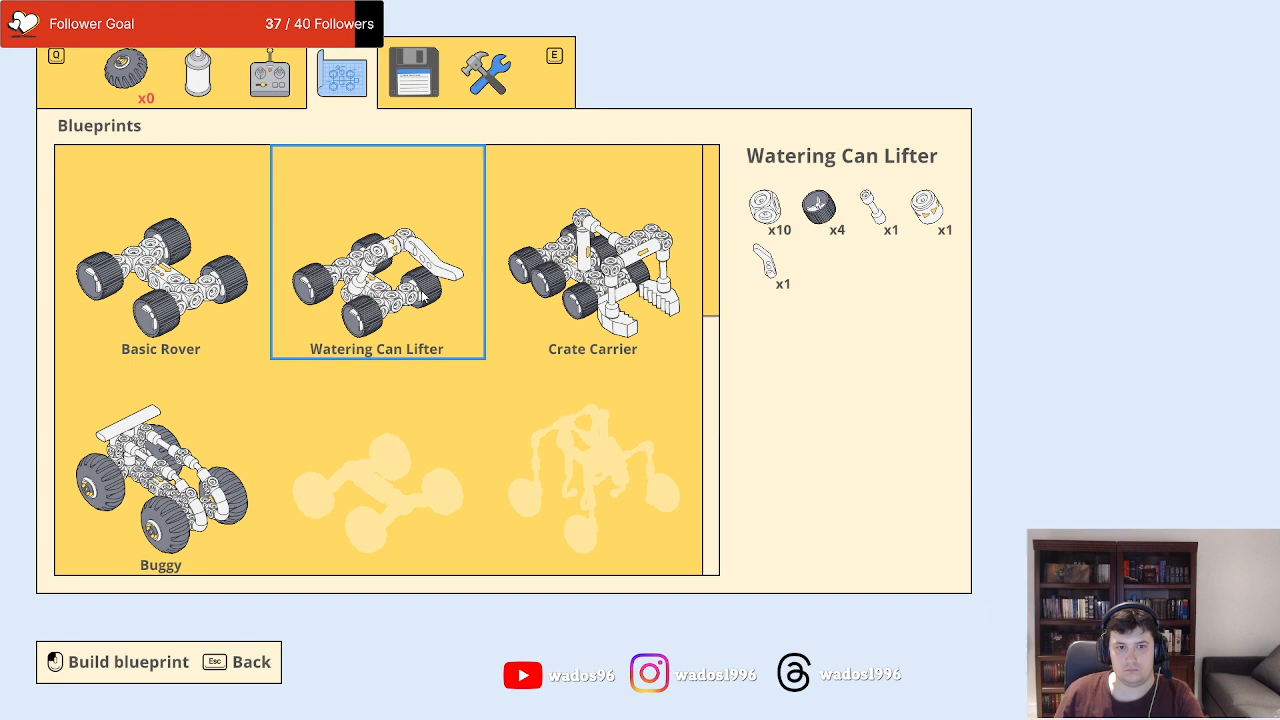 Follower Goal 37 / 40 Followers
Q
E
x0
Blueprints
Basic Rover
Watering Can Lifter
Crate Carrier
Buggy
Watering Can Lifter
x10 x4 x1 x1
x1
Build blueprint Esc Back
wados96 wados1996 wados1996